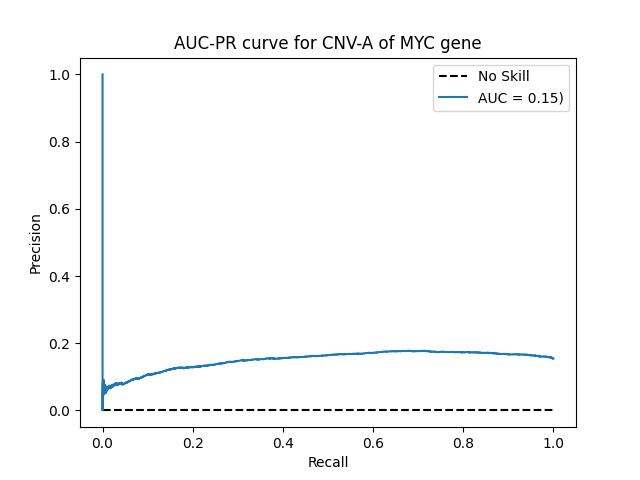 AUC-PR curve for CNV-A of MYC gene
No Skill
AUC = 0.15)
1.0
0.8
0.6
0.4
0.2
0.0
Precision
0.0 0.2 0.4 0.6 0.8 1.0
Recall